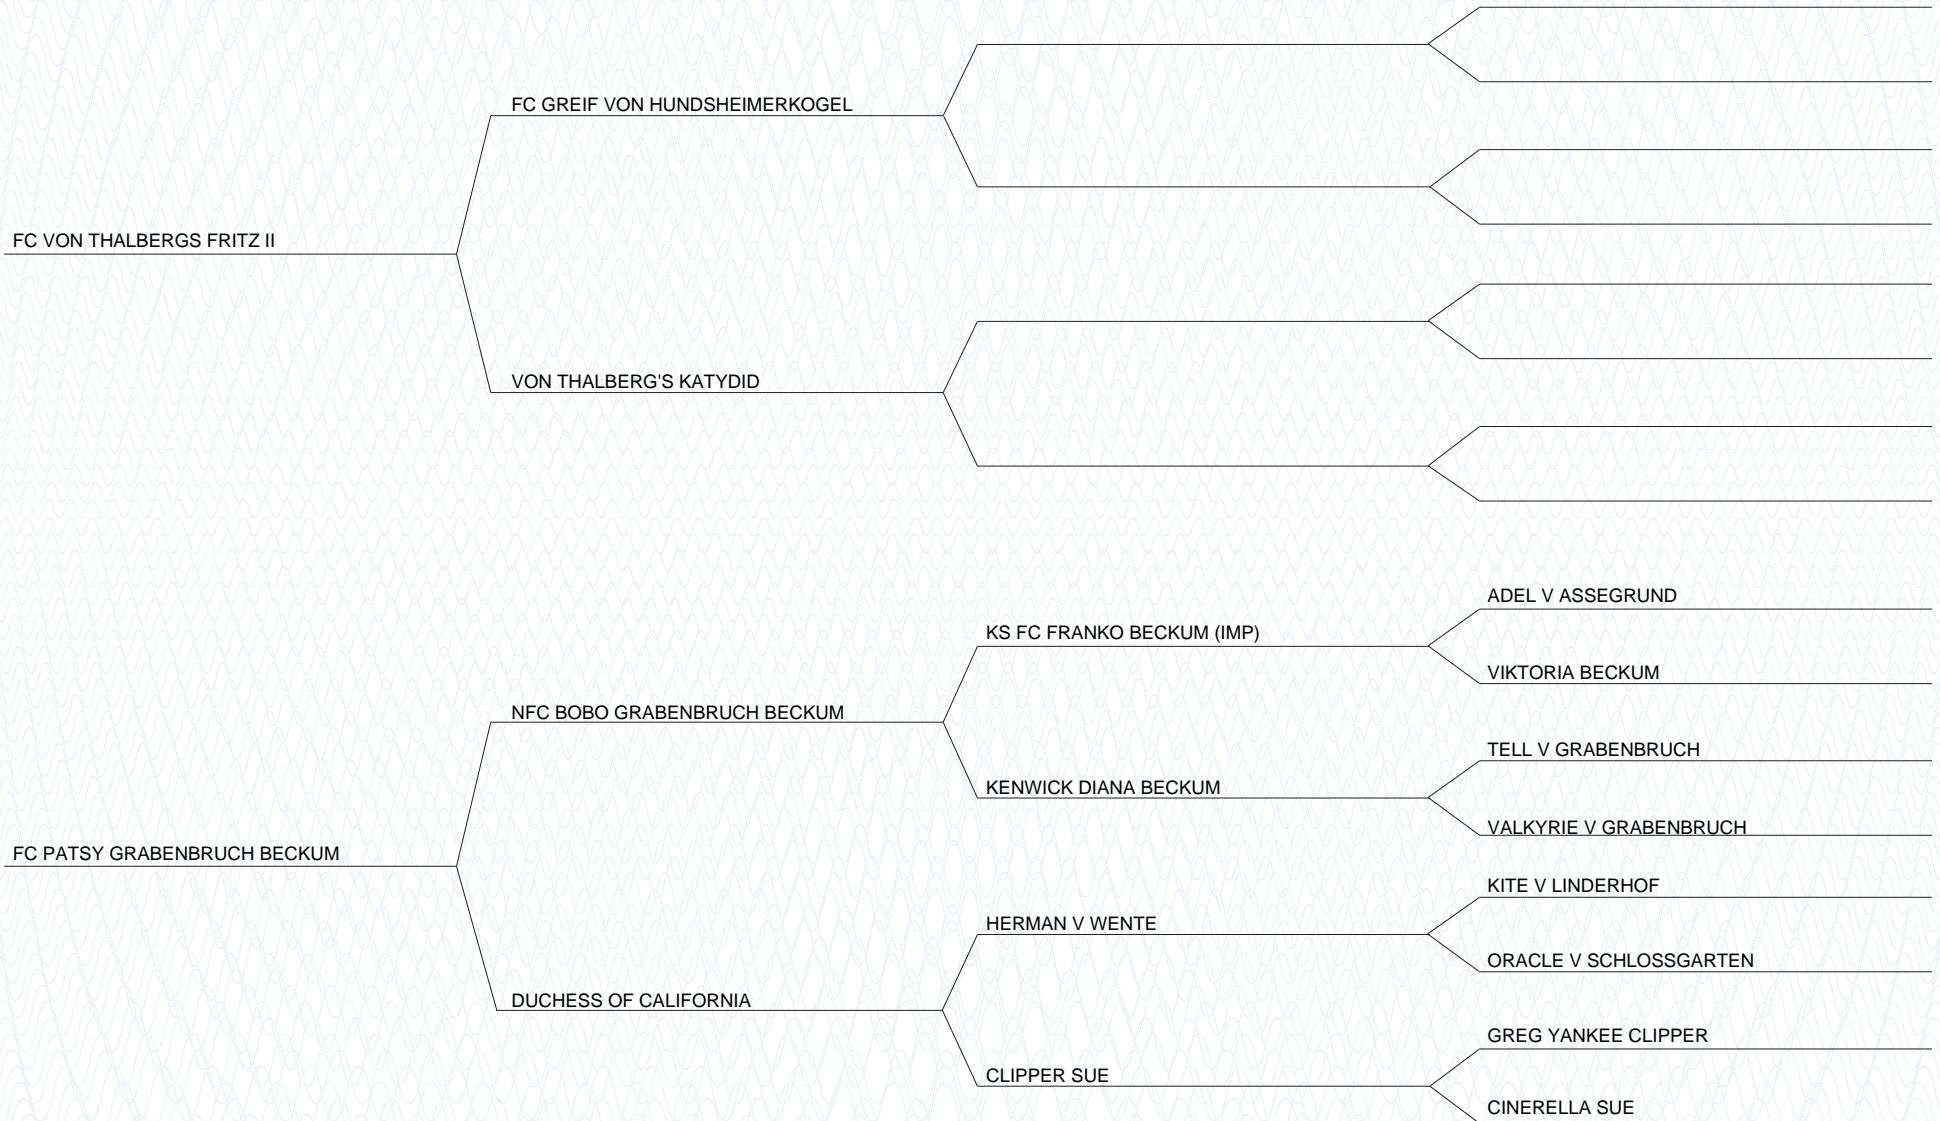 FC GREIF VON HUNDSHEIMERKOGEL
FC VON THALBERGS FRITZ II
VON THALBERG'S KATYDID
ADEL V ASSEGRUND
KS FC FRANKO BECKUM (IMP)
VIKTORIA BECKUM
NFC BOBO GRABENBRUCH BECKUM
TELL V GRABENBRUCH
KENWICK DIANA BECKUM
VALKYRIE V GRABENBRUCH
FC PATSY GRABENBRUCH BECKUM
KITE V LINDERHOF
HERMAN V WENTE
ORACLE V SCHLOSSGARTEN
DUCHESS OF CALIFORNIA
GREG YANKEE CLIPPER
CLIPPER SUE
CINERELLA SUE